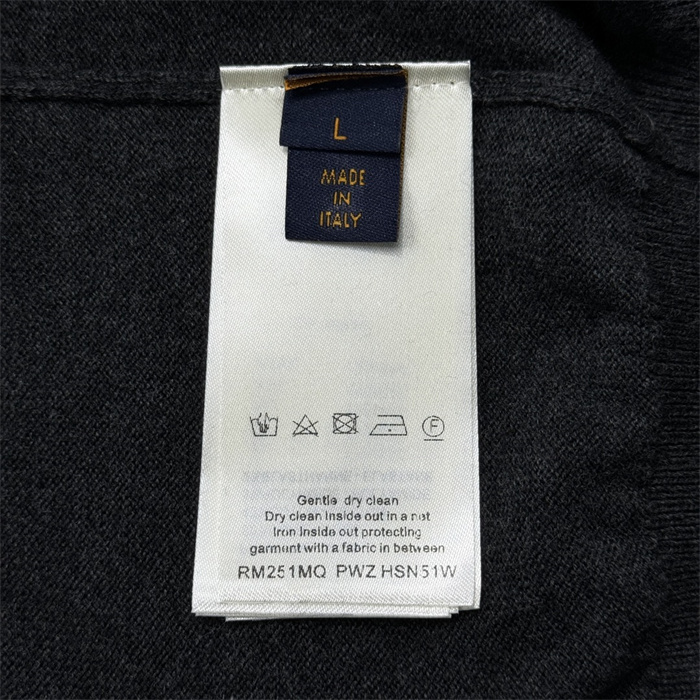 L
MADE
IN
ITALY
F
Gentle dry clean
Dry clean inside out in a net
Iron inside out protecting
garment with a fabric in between
RM251MQ PWZ HSN51W